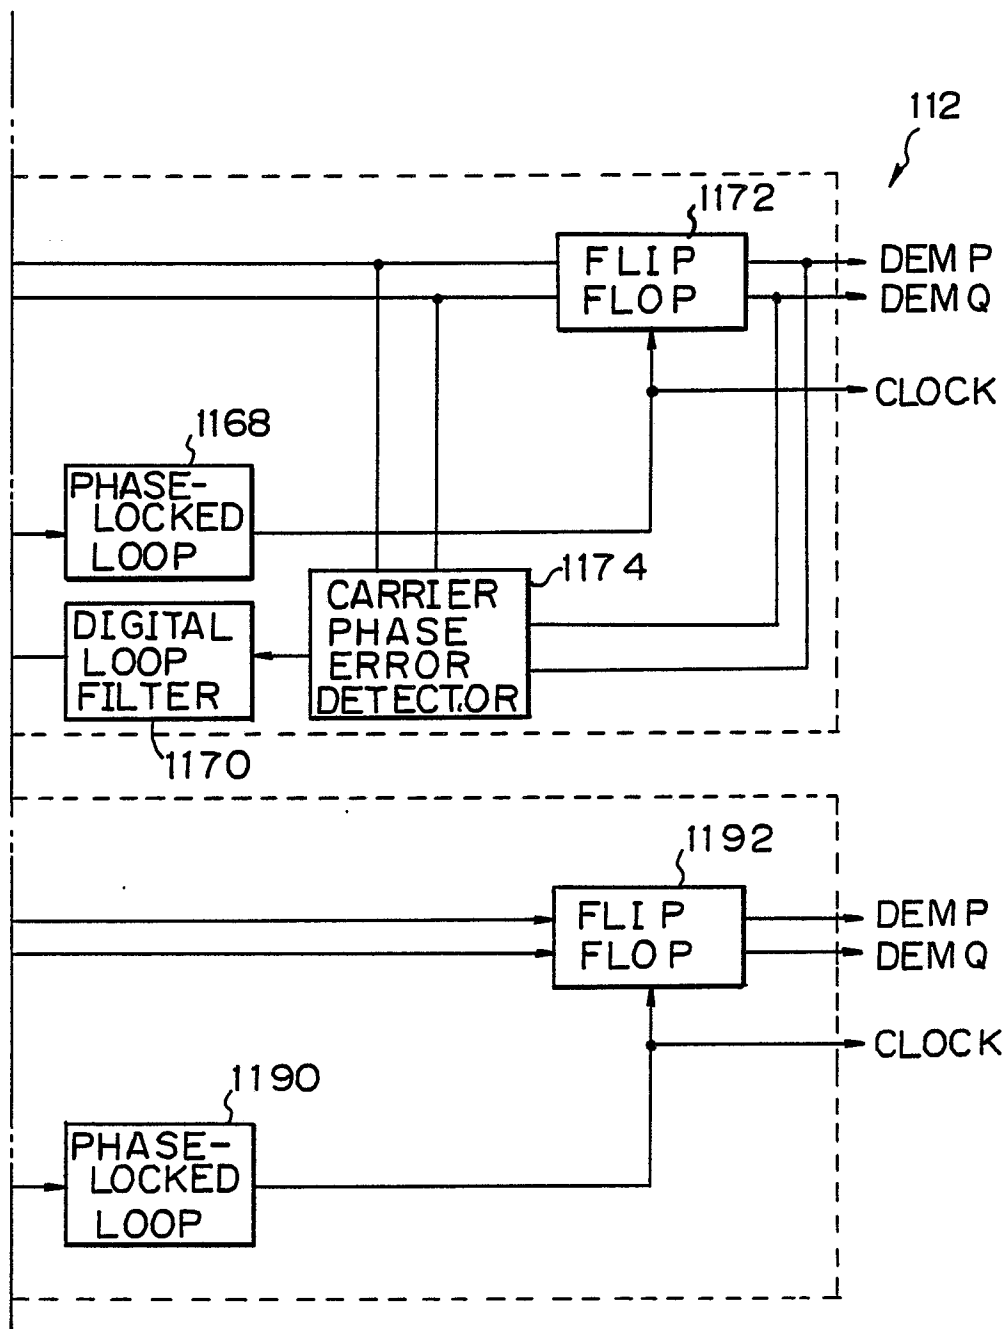 112
1172
FLIP
FLOP
DEM P
DEM Q
CLOCK
1168
PHASE-
LOCKED
LOOP
1174
CARRIER
PHASE
ERROR
DETECTOR
DIGITAL
LOOP
FILTER
1170
1192
FLIP
FLOP
DEM P
DEM Q
CLOCK
1190
PHASE-
LOCKED
LOOP